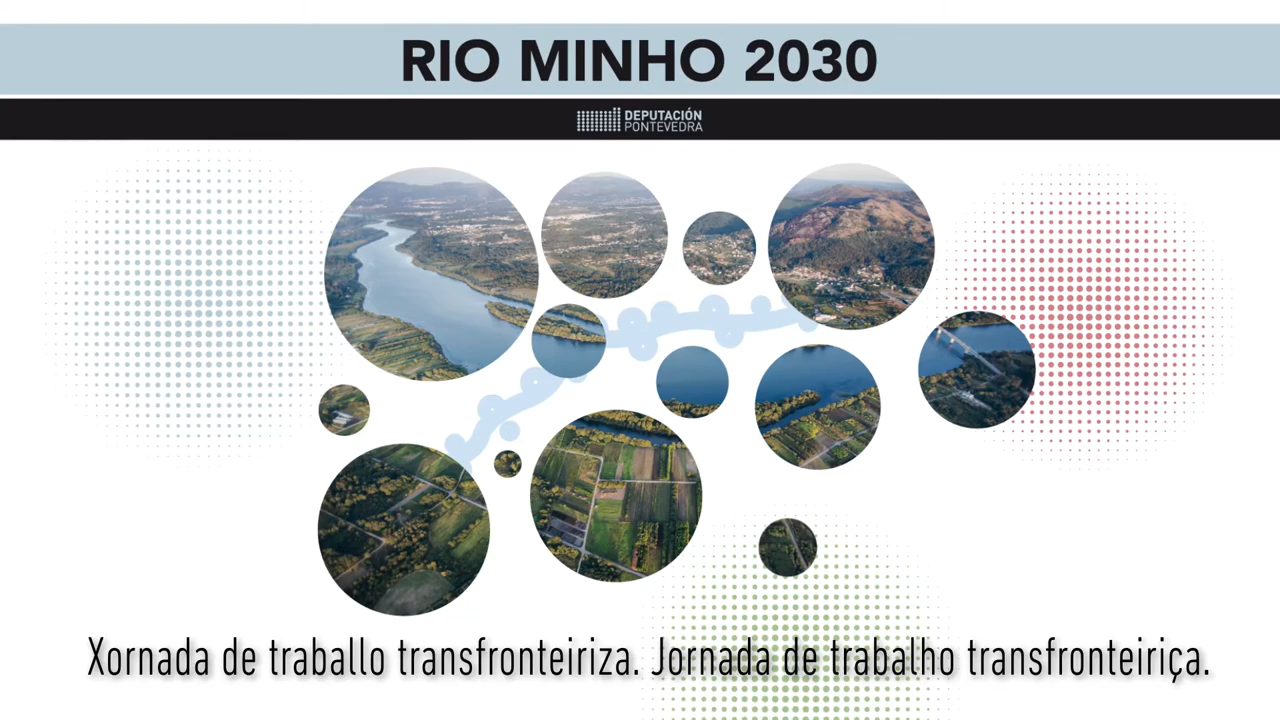 RIO MINHO 2030
DEPUTACIÓN
PONTEVEDRA
Xornada de traballo transfronteiriza. Jornada de trabalho transfronteiriça.